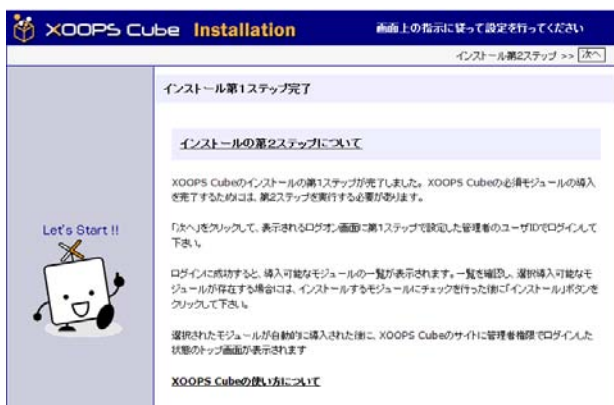 XOOPS Cube Installation
画面上の指示に従って設定を行ってください
インストール第2ステップ >> 次へ
インストール第1ステップ完了
インストールの第2ステップについて
XOOPS Cubeのインストールの第1ステップが完了しました。XOOPS Cubeの必須モジュールの導入
を完了するためには、第2ステップを実行する必要があります。
「次へ」をクリックして、表示されるログオン画面に第1ステップで設定した管理者のユーザIDでログインして
下さい。
ログインに成功すると、導入可能なモジュールの一覧が表示されます。一覧を確認し、選択導入可能なモ
ジュールが存在する場合には、インストールするモジュールにチェックを行った後に「インストール」ボタンを
クリックして下さい。
選択されたモジュールが自動的に導入された後に、XOOPS Cubeのサイトに管理者権限でログインした
状態のトップ画面が表示されます
XOOPS Cubeの使い方について
Let's Start !!